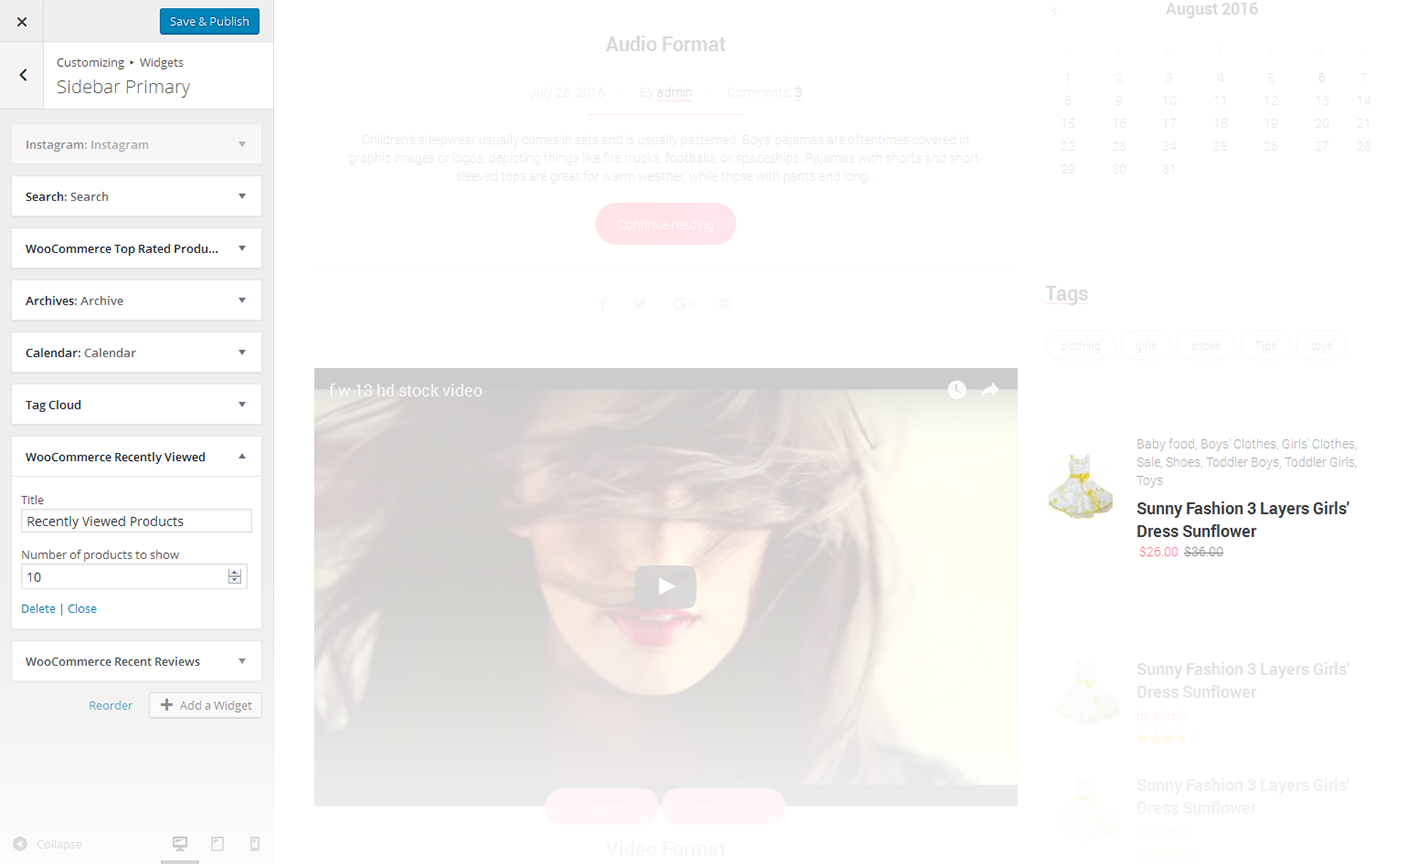 Save & Publish
Customizing ▸ Widgets
Sidebar Primary
Instagram: Instagram
Search: Search
WooCommerce Top Rated Produ...
Archives: Archive
Calendar: Calendar
Tag Cloud
WooCommerce Recently Viewed
Title
Recently Viewed Products
Number of products to show
10
Delete | Close
WooCommerce Recent Reviews
Reorder
Add a Widget
Collapse
Audio Format
July 26, 2016 - By admin - Comments: 3
Children's sleepwear usually comes in sets and is usually patterned. Boys' pajamas are oftentimes covered in
graphic images or logos, depicting things like fire trucks, footballs, or spaceships. Pajamas with shorts and short-
sleeved tops are great for warm weather, while those with pants and long...
Continue reading
f w 13 hd stock video
For parents
Trend in 2016
Video Format
August 2016
1 2 3 4 5 6 7
8 9 10 11 12 13 14
15 16 17 18 19 20 21
22 23 24 25 26 27 28
29 30 31
Tags
clothing girls shoes Tips toys
Baby food, Boys' Clothes, Girls' Clothes,
Sale, Shoes, Toddler Boys, Toddler Girls,
Toys
Sunny Fashion 3 Layers Girls'
Dress Sunflower
$26.00 $36.00
Sunny Fashion 3 Layers Girls'
Dress Sunflower
by admin
Sunny Fashion 3 Layers Girls'
Dress Sunflower